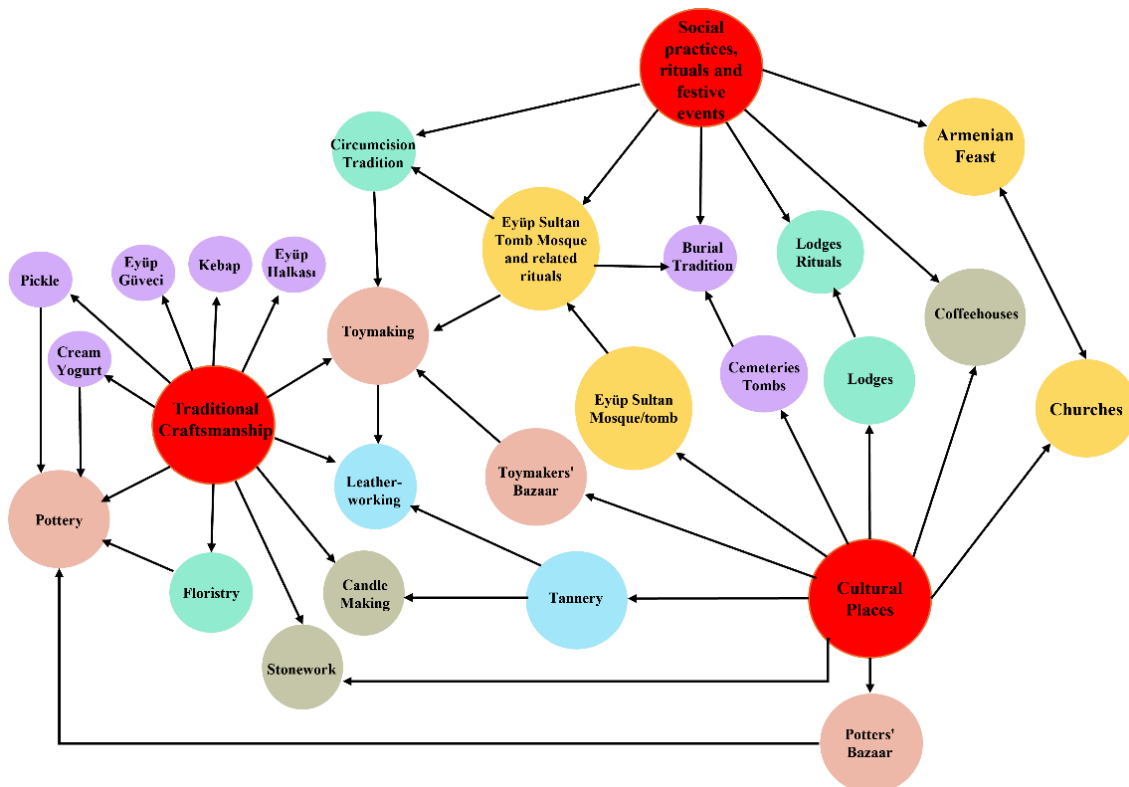 Social
practices,
rituals and
festive
events
Armenian
Feast
Circumcision
Tradition
Eyüp Sultan
Tomb Mosque
and related
rituals
Burial
Tradition
Lodges
Rituals
Coffeehouses
Pickle
Eyüp
Güveci
Kebap
Eyüp
Halkası
Toymaking
Cream
Yogurt
Traditional
Craftsmanship
Eyüp Sultan
Mosque/tomb
Cemeteries
Tombs
Lodges
Churches
Leather-
working
Toymakers'
Bazaar
Pottery
Floristry
Candle
Making
Tannery
Cultural
Places
Stonework
Potters'
Bazaar